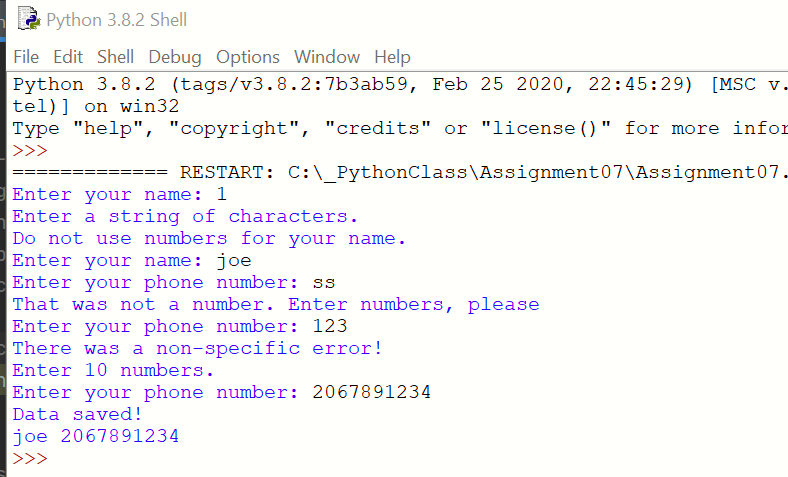 Python 3.8.2 Shell
File Edit Shell Debug Options Window Help
Python 3.8.2 (tags/v3.8.2:7b3ab59, Feb 25 2020, 22:45:29) [MSC v.
tel)] on win32
Type "help", "copyright", "credits" or "license()" for more infor
>>>
============= RESTART: C:\_PythonClass\Assignment07\Assignment07.
Enter your name: 1
Enter a string of characters.
Do not use numbers for your name.
Enter your name: joe
Enter your phone number: ss
That was not a number. Enter numbers, please
Enter your phone number: 123
There was a non-specific error!
Enter 10 numbers.
Enter your phone number: 2067891234
Data saved!
joe 2067891234
>>>